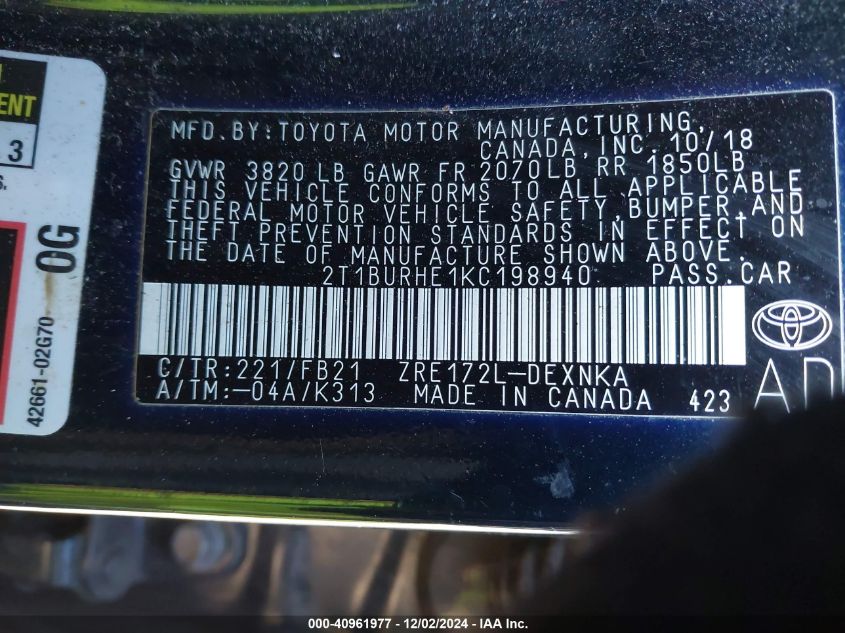 ENT
3
S.
42661-02G70 0G
MFD. BY:TOYOTA MOTOR MANUFACTURING,
CANADA, INC. 10/18
GVWR 3820 LB GAWR FR 2070LB RR 1850LB
THIS VEHICLE CONFORMS TO ALL APPLICABLE
FEDERAL MOTOR VEHICLE SAFETY, BUMPER, AND
THEFT PREVENTION STANDARDS IN EFFECT ON
THE DATE OF MANUFACTURE SHOWN ABOVE.
2T1BURHE1KC198940 PASS.CAR
C/TR:221/FB21 ZRE172L-DEXNKA
A/TM:-04A/K313 MADE IN CANADA 423
AD
000-40961977 - 12/02/2024 - IAA Inc.